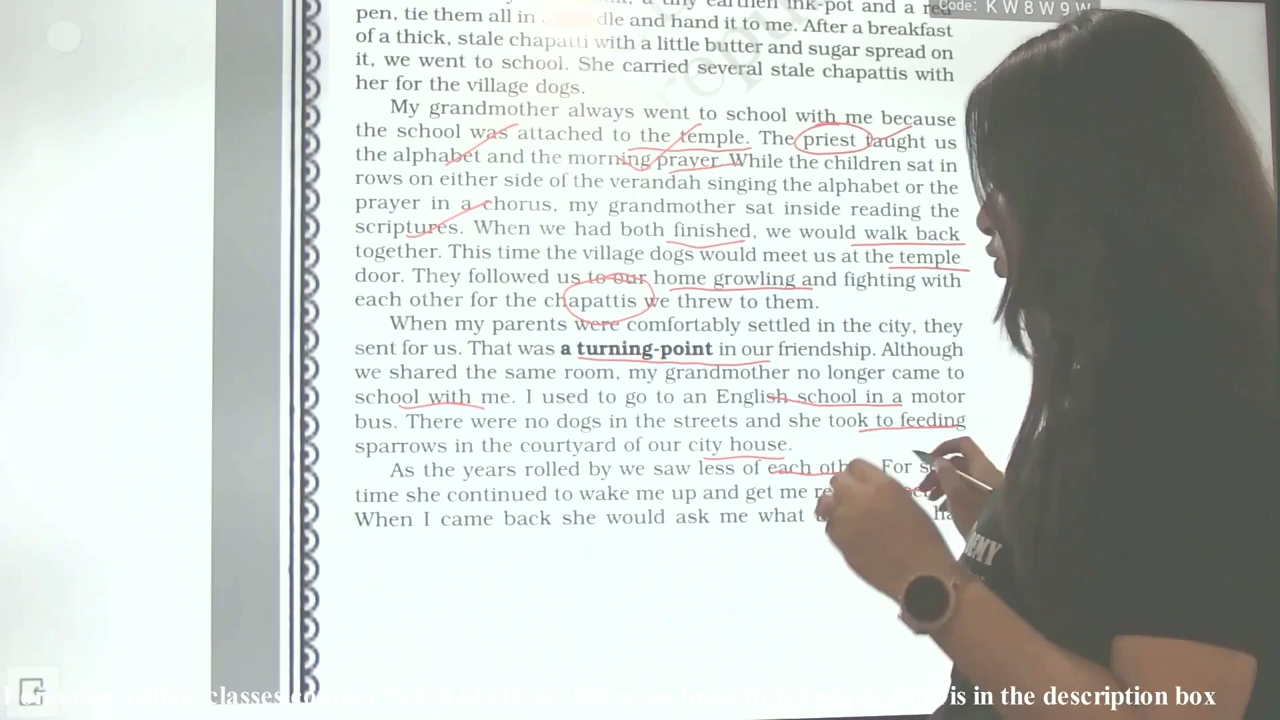 earthen ink-pot and a red
Code: K W 8 W 9 W
pen, tie them all in dle and hand it to me. After a breakfast
of a thick, stale chapatti with a little butter and sugar spread on
it, we went to school. She carried several stale chapattis with
her for the village dogs.
My grandmother always went to school with me because
the school was attached to the temple. The priest taught us
the alphabet and the morning prayer. While the children sat in
rows on either side of the verandah singing the alphabet or the
prayer in a chorus, my grandmother sat inside reading the
scriptures. When we had both finished, we would walk back
together. This time the village dogs would meet us at the temple
door. They followed us to our home growling and fighting with
each other for the chapattis we threw to them.
When my parents were comfortably settled in the city, they
sent for us. That was a turning-point in our friendship. Although
we shared the same room, my grandmother no longer came to
school with me. I used to go to an English school in a motor
bus. There were no dogs in the streets and she took to feeding
sparrows in the courtyard of our city house.
As the years rolled by we saw less of each other. For
time she continued to wake me up and get me
When I came back she would ask me what
EMY
classes is in the description box